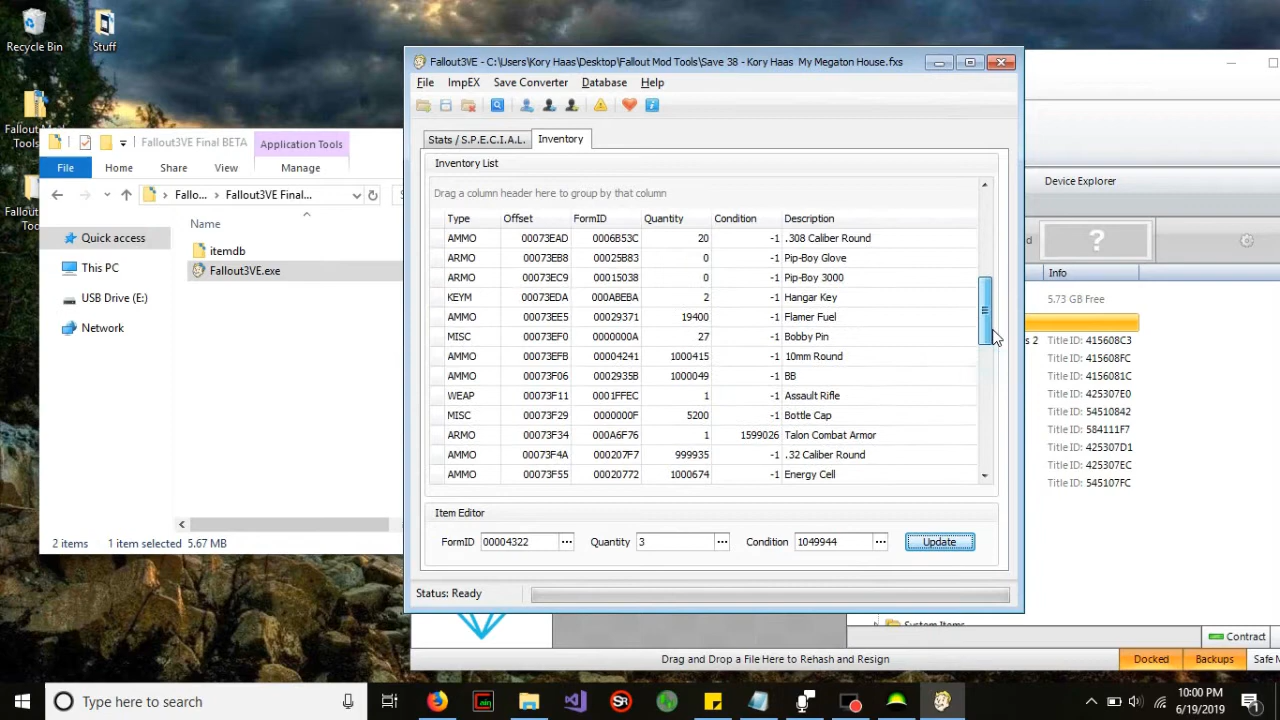 Recycle Bin
Stuff
Fallout M
Tools
Fallout
Too
Fallout3VE Final BETA
Application Tools
File
Home
Share
View
Manage
Fallo...
Fallout3VE Final...
Quick access
This PC
USB Drive (E:)
Network
Name
itemdb
Fallout3VE.exe
2 items
1 item selected 5.67 MB
Fallout3VE - C:\Users\Kory Haas\Desktop\Fallout Mod Tools\Save 38 - Kory Haas My Megaton House.fxs
File ImpEX Save Converter Database Help
Stats / S.P.E.C.I.A.L. Inventory
Inventory List
Drag a column header here to group by that column
Type Offset FormID Quantity Condition Description
AMMO 00073EAD 0006B53C 20 -1 .308 Caliber Round
ARMO 00073EB8 00025B83 0 -1 Pip-Boy Glove
ARMO 00073EC9 00015038 0 -1 Pip-Boy 3000
KEYM 00073EDA 000ABEBA 2 -1 Hangar Key
AMMO 00073EE5 00029371 19400 -1 Flamer Fuel
MISC 00073EF0 0000000A 27 -1 Bobby Pin
AMMO 00073EFB 00004241 1000415 -1 10mm Round
AMMO 00073F06 0002935B 1000049 -1 BB
WEAP 00073F11 0001FFEC 1 -1 Assault Rifle
MISC 00073F29 0000000F 5200 -1 Bottle Cap
ARMO 00073F34 000A6F76 1 1599026 Talon Combat Armor
AMMO 00073F4A 000207F7 999935 -1 .32 Caliber Round
AMMO 00073F55 00020772 1000674 -1 Energy Cell
Item Editor
FormID 00004322 ... Quantity 3 ... Condition 1049944 ... Update
Status: Ready
Device Explorer
d
?
Info
5.73 GB Free
s 2 Title ID: 415608C3
Title ID: 415608FC
Title ID: 4156081C
Title ID: 425307E0
Title ID: 54510842
Title ID: 584111F7
Title ID: 425307D1
Title ID: 425307EC
Title ID: 545107FC
System Items
Contract
Drag and Drop a File Here to Rehash and Resign
Docked
Backups
Safe M
Type here to search
SR
10:00 PM
6/19/2019
1